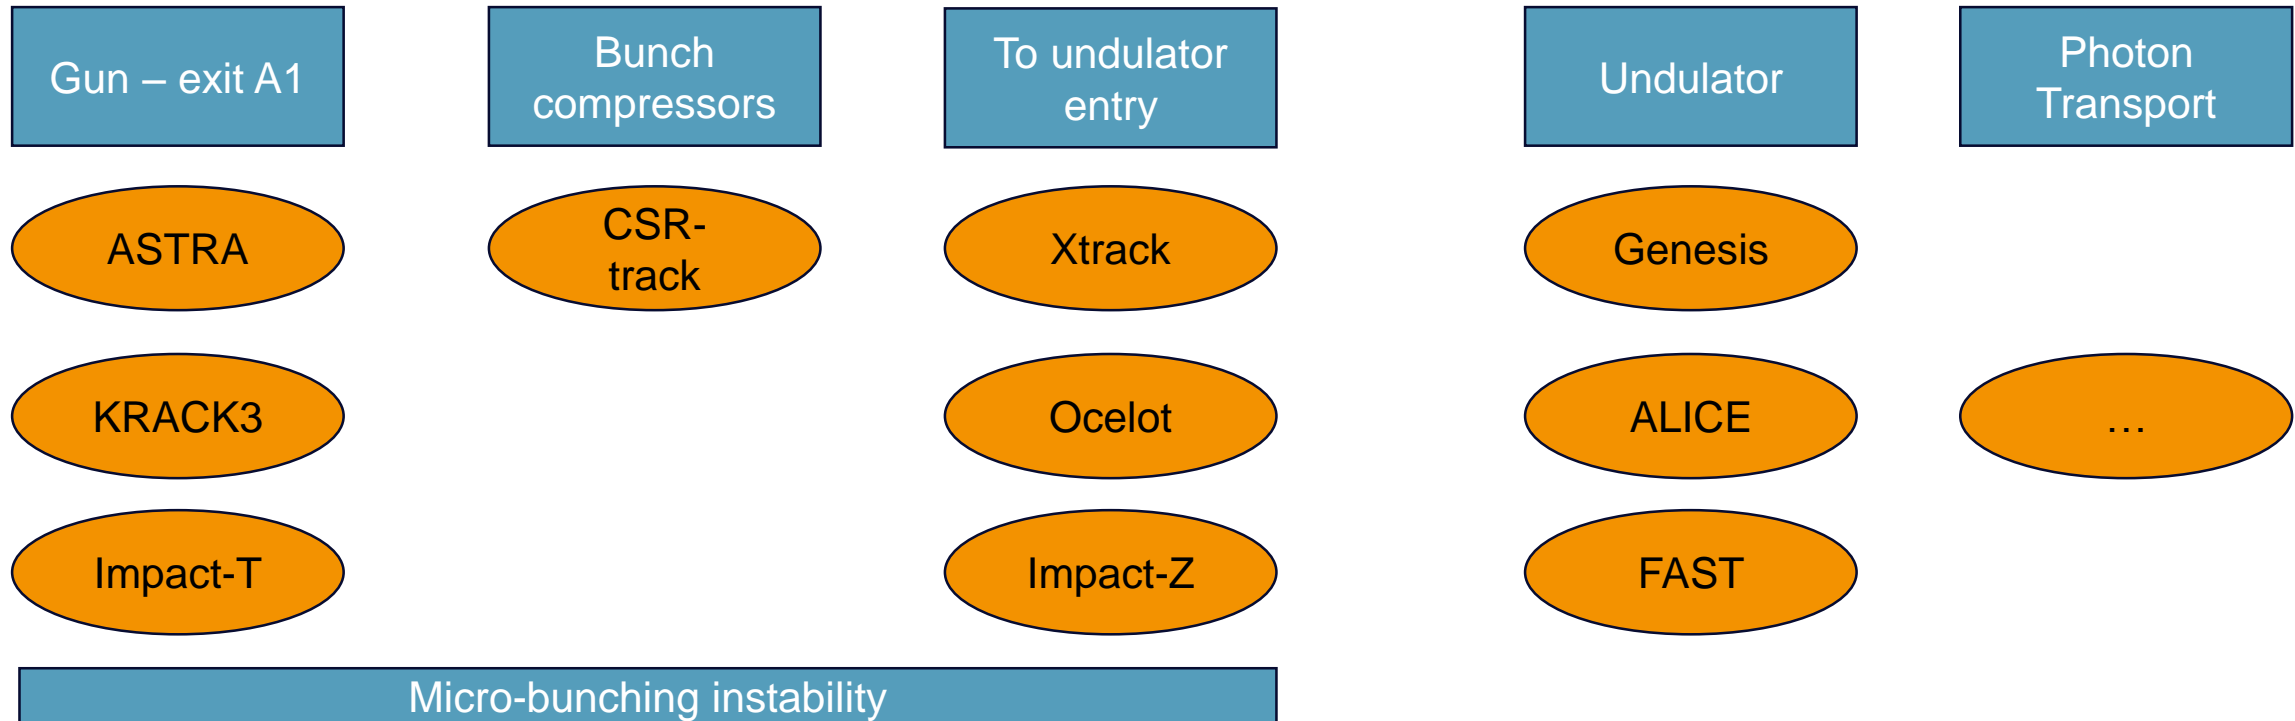 Gun – exit A1
Bunch
compressors
To undulator
entry
Undulator
Photon
Transport
ASTRA
CSR-
track
Xtrack
Genesis
KRACK3
Ocelot
ALICE
…
Impact-T
Impact-Z
FAST
Micro-bunching instability